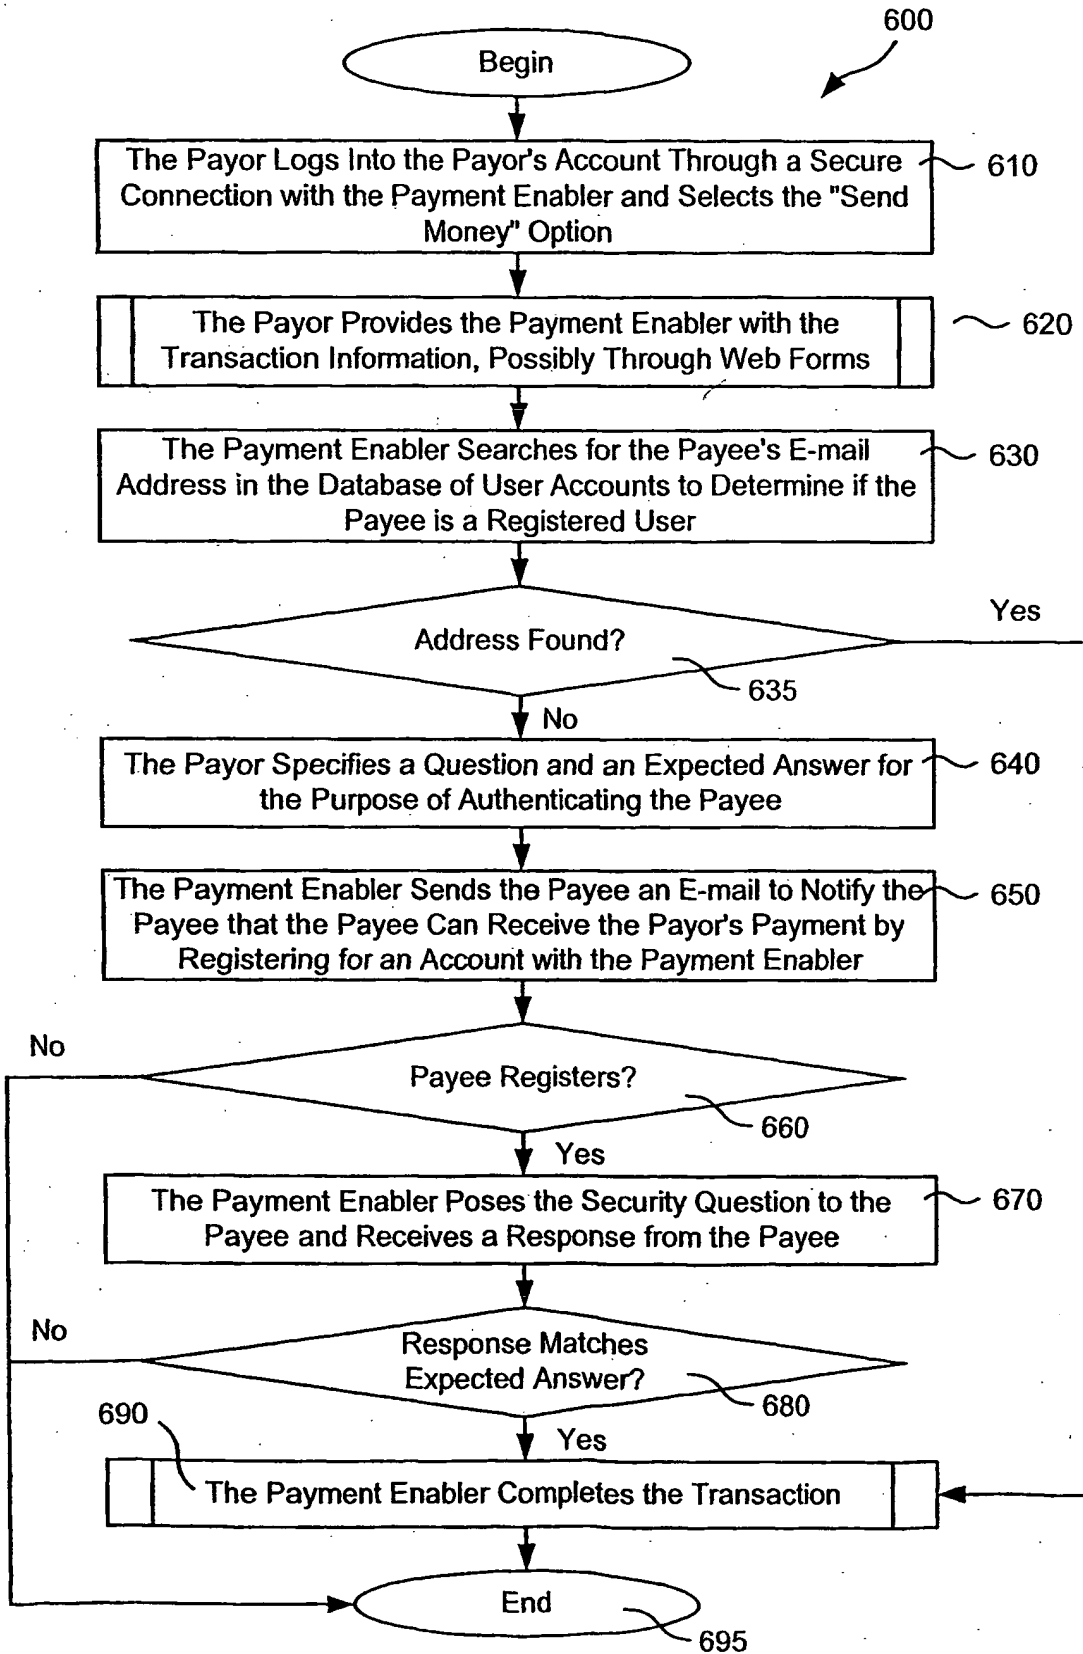 600
Begin
The Payor Logs Into the Payor's Account Through a Secure
Connection with the Payment Enabler and Selects the "Send
Money" Option
610
The Payor Provides the Payment Enabler with the
Transaction Information, Possibly Through Web Forms
620
The Payment Enabler Searches for the Payee's E-mail
Address in the Database of User Accounts to Determine if the
Payee is a Registered User
630
Address Found?
635
Yes
No
The Payor Specifies a Question and an Expected Answer for
the Purpose of Authenticating the Payee
640
The Payment Enabler Sends the Payee an E-mail to Notify the
Payee that the Payee Can Receive the Payor's Payment by
Registering for an Account with the Payment Enabler
650
No
Payee Registers?
660
Yes
The Payment Enabler Poses the Security Question to the
Payee and Receives a Response from the Payee
670
No
Response Matches
Expected Answer?
680
690
Yes
The Payment Enabler Completes the Transaction
End
695